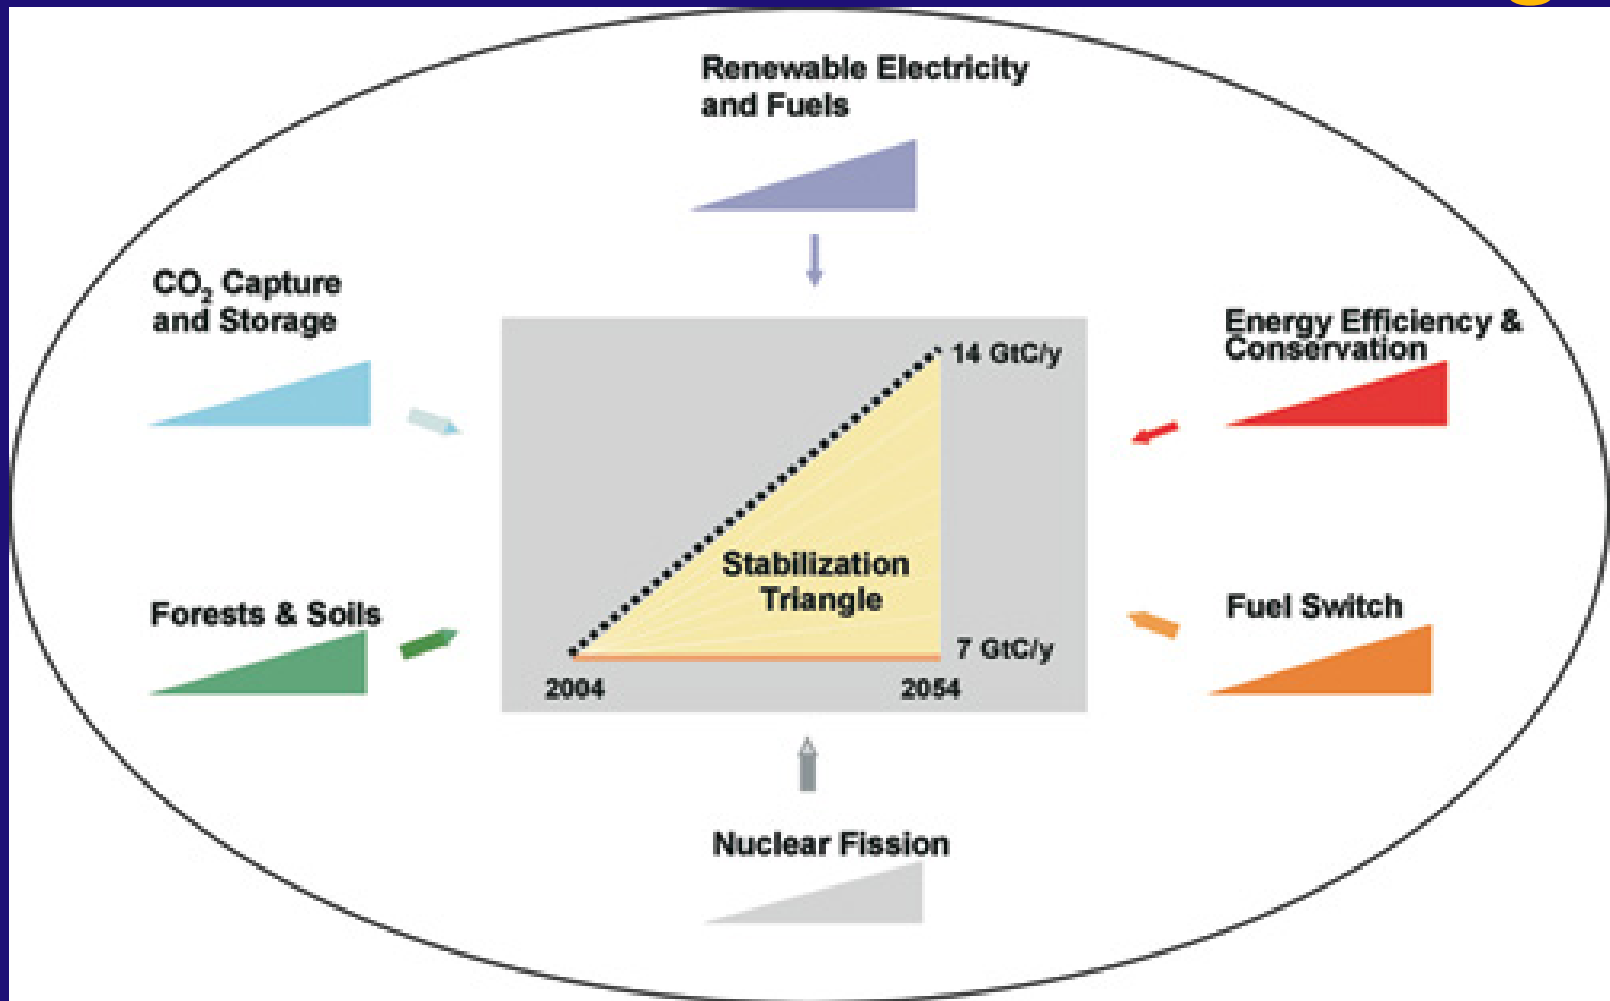 Renewable Electricity
and Fuels
CO₂ Capture
and Storage
Energy Efficiency &
Conservation
14 GtC/y
Stabilization
Triangle
7 GtC/y
2004
2054
Forests & Soils
Fuel Switch
Nuclear Fission